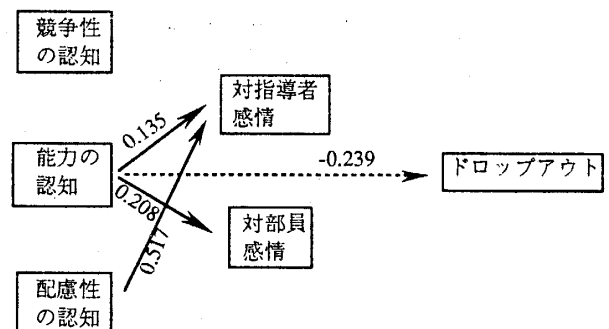 競争性
の認知
対指導者
感情
0.135
能力の
認知
-0.239
ドロップアウト
0.208
対部員
感情
0.517
配慮性
の認知